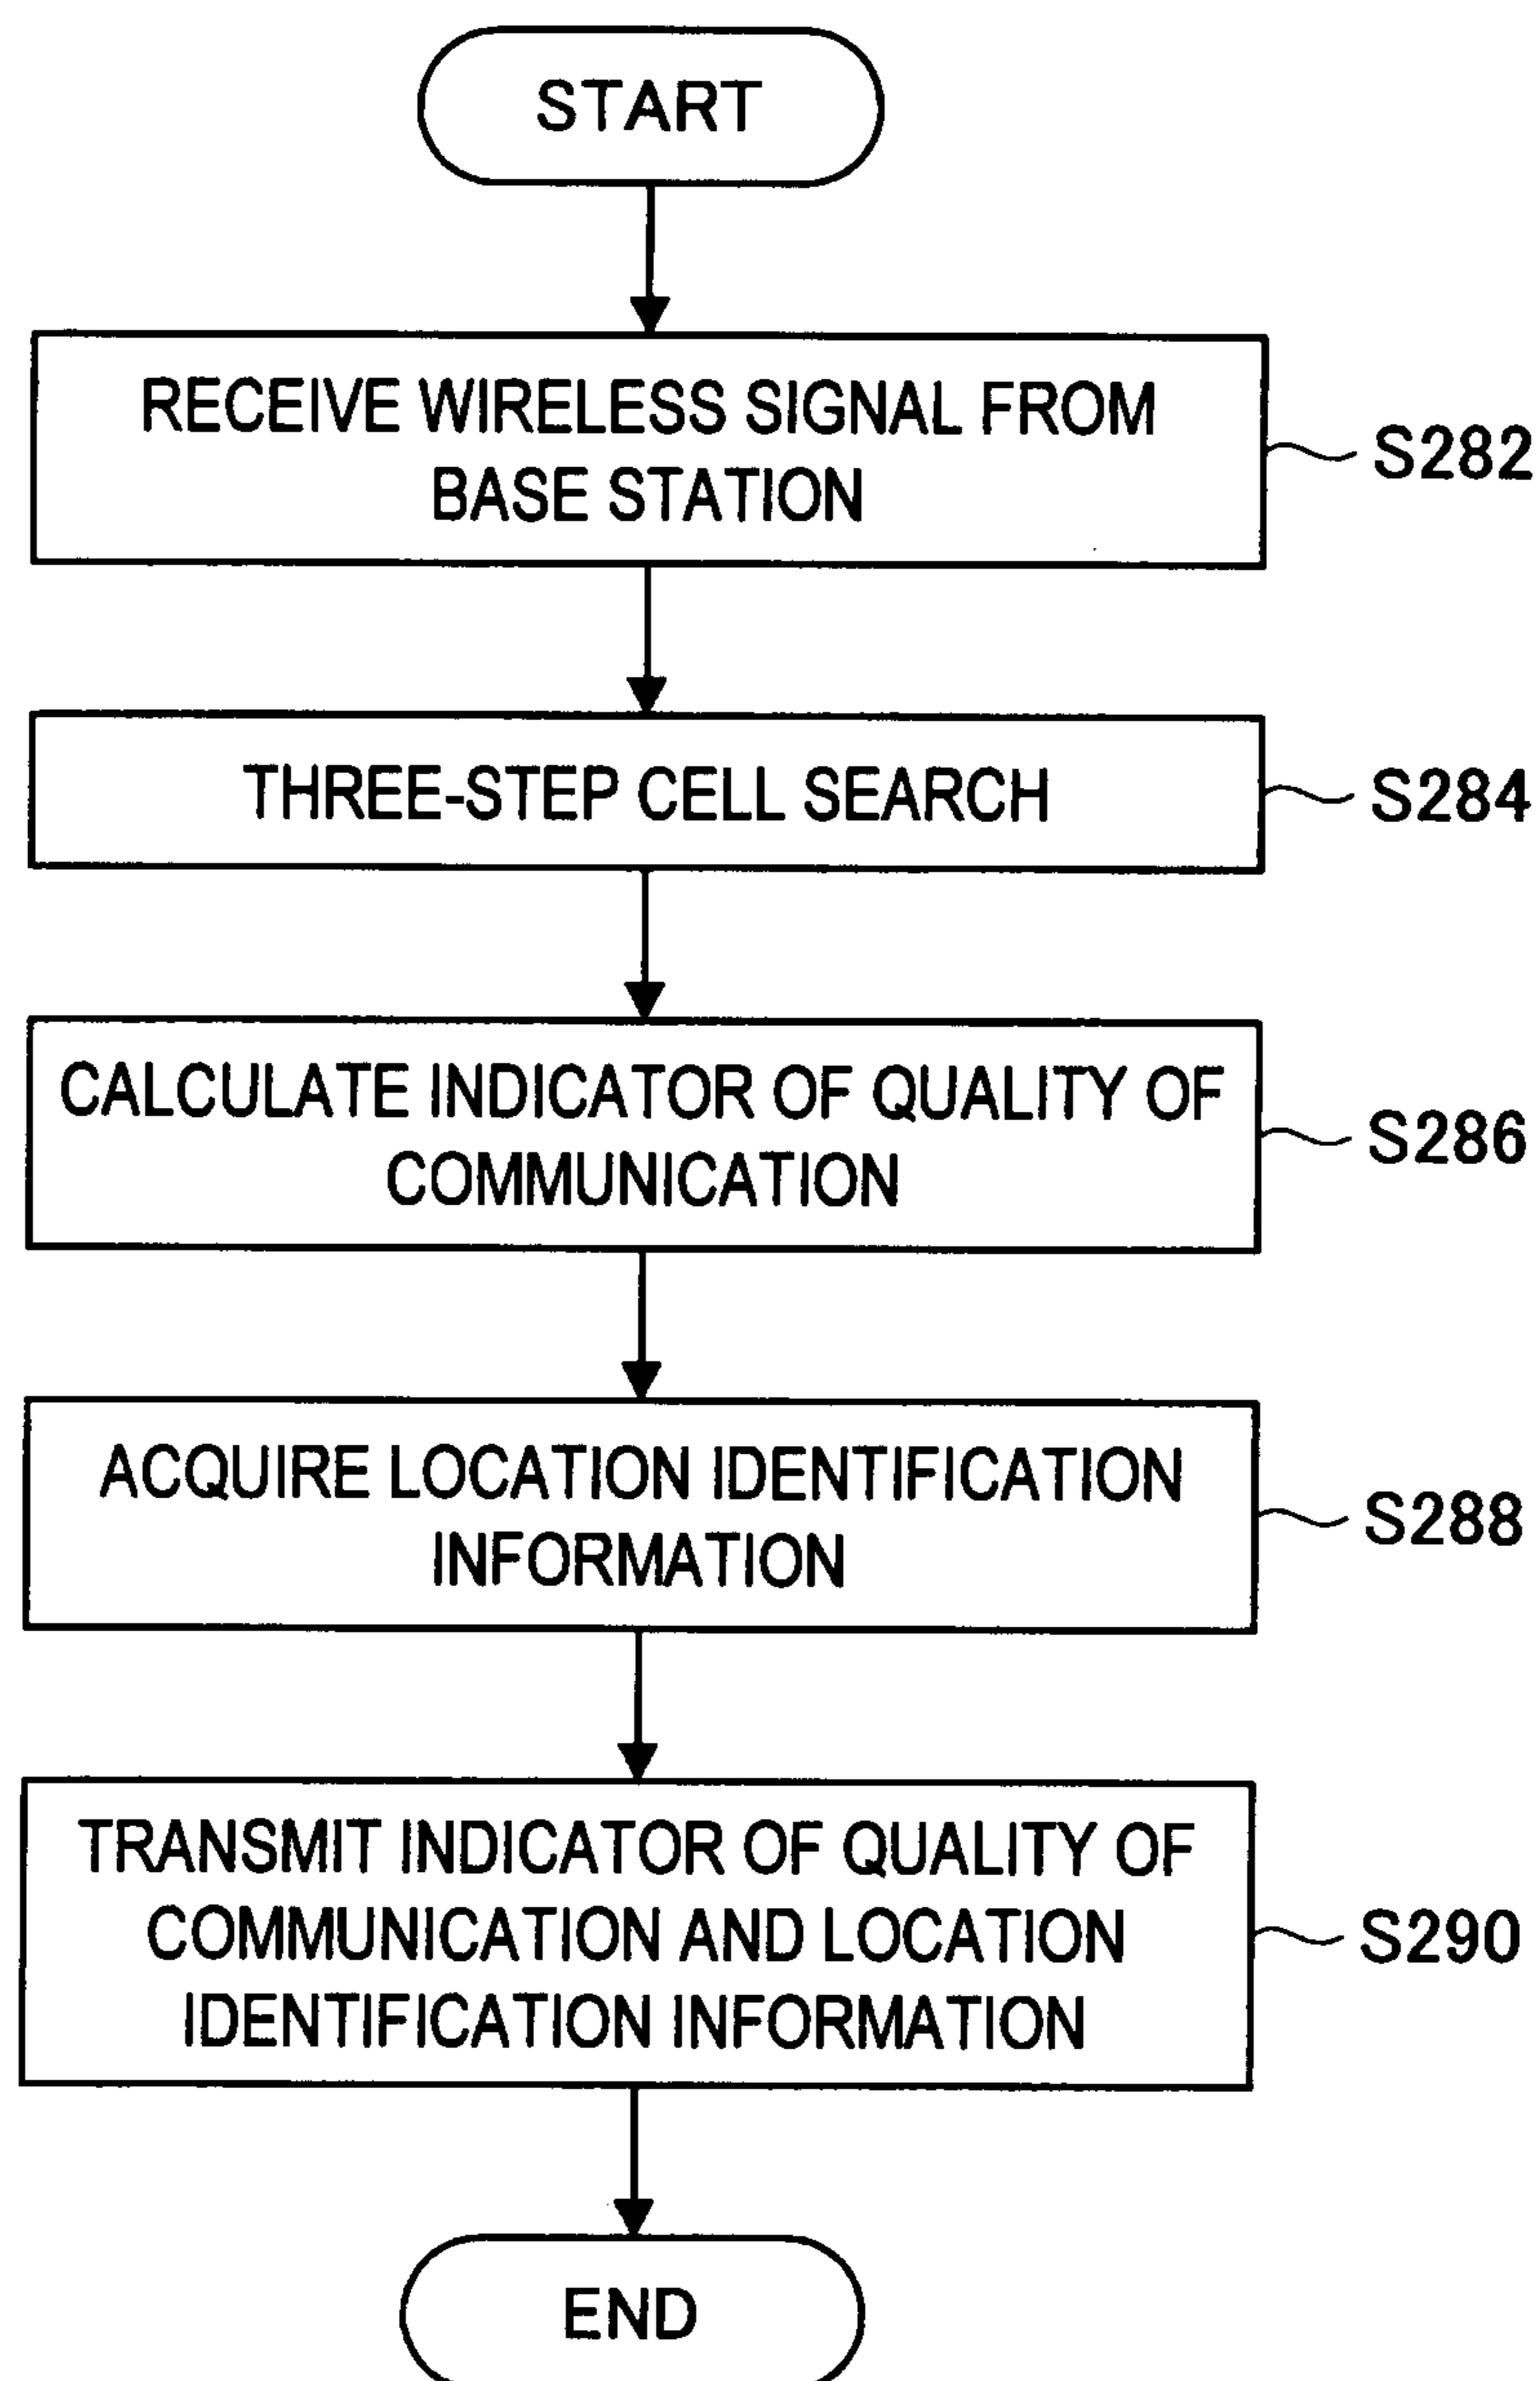 START
RECEIVE WIRELESS SIGNAL FROM
BASE STATION
S282
THREE-STEP CELL SEARCH
S284
CALCULATE INDICATOR OF QUALITY OF
COMMUNICATION
S286
ACQUIRE LOCATION IDENTIFICATION
INFORMATION
S288
TRANSMIT INDICATOR OF QUALITY OF
COMMUNICATION AND LOCATION
IDENTIFICATION INFORMATION
S290
END